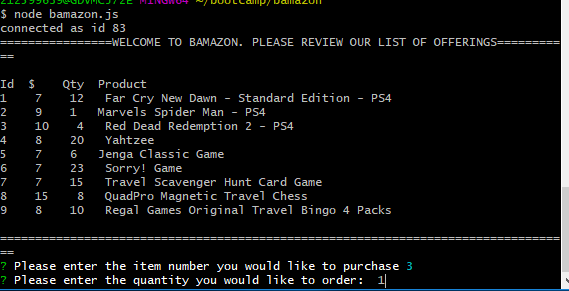 MINGW64 ~/bootcamp/bamazon
$ node bamazon.js
connected as id 83
================WELCOME TO BAMAZON. PLEASE REVIEW OUR LIST OF OFFERINGS=========
==
Id $ Qty Product
1 7 12 Far Cry New Dawn - Standard Edition - PS4
2 9 1 Marvels Spider Man - PS4
3 10 4 Red Dead Redemption 2 - PS4
4 8 20 Yahtzee
5 7 6 Jenga Classic Game
6 7 23 Sorry! Game
7 7 15 Travel Scavenger Hunt Card Game
8 15 8 QuadPro Magnetic Travel Chess
9 8 10 Regal Games Original Travel Bingo 4 Packs
================================================================================
==
? Please enter the item number you would like to purchase 3
? Please enter the quantity you would like to order: 1